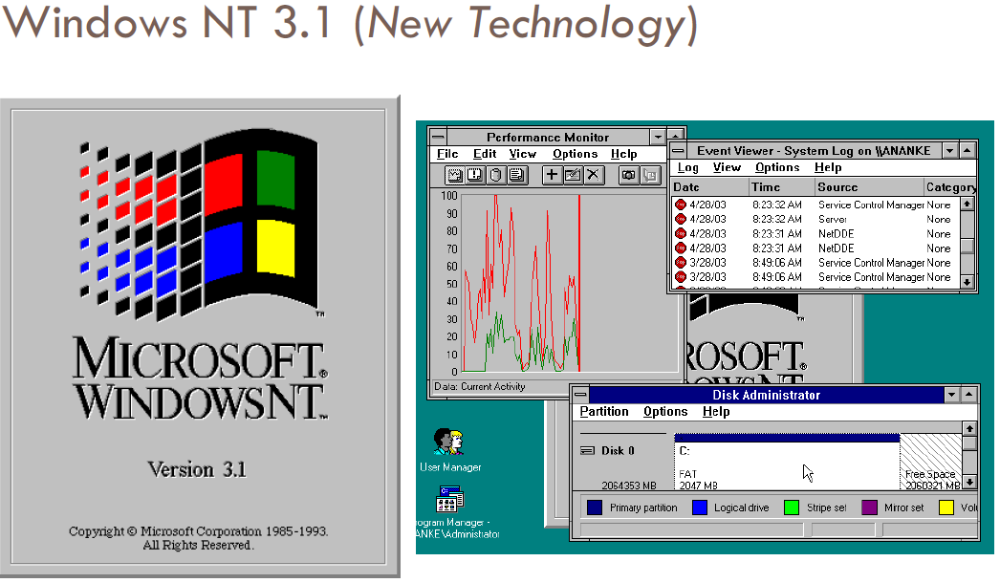 Windows NT 3.1 (New Technology)
TM
MICROSOFT®
WINDOWS NT™
Version 3.1
Copyright © Microsoft Corporation 1985-1993.
All Rights Reserved.
Performance Monitor
File Edit View Options Help
100
90
80
70
60
50
40
30
20
10
0
Data: Current Activity
Event Viewer - System Log on \\ANANKE
Log View Options Help
Date Time Source Category
4/28/03 8:23:32 AM Service Control Manager None
4/28/03 8:23:32 AM Server None
4/28/03 8:23:31 AM NetDDE None
4/28/03 8:23:31 AM NetDDE None
3/28/03 8:49:06 AM Service Control Manager None
3/28/03 8:49:06 AM Service Control Manager None
TM
ROSOFT®
Disk Administrator
Partition Options Help
Disk 0
2064353 MB
C:
FAT
2047 MB
Free Space
2060321 MB
Primary partition Logical drive Stripe set Mirror set Volu
User Manager
rogram Manager -
ANKE\Administrator